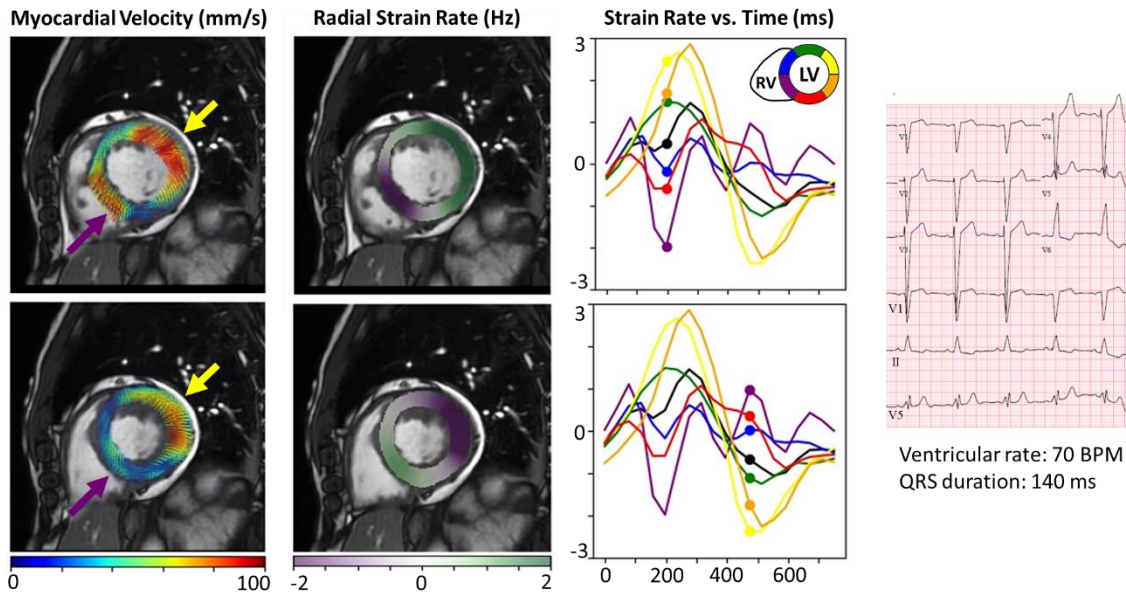 Myocardial Velocity (mm/s)
Radial Strain Rate (Hz)
Strain Rate vs. Time (ms)
3
0
-3
RV
LV
3
0
-3
0
200
400
600
0
100
-2
0
2
V1
V4
V2
V5
V3
V6
V1
II
V5
Ventricular rate: 70 BPM
QRS duration: 140 ms